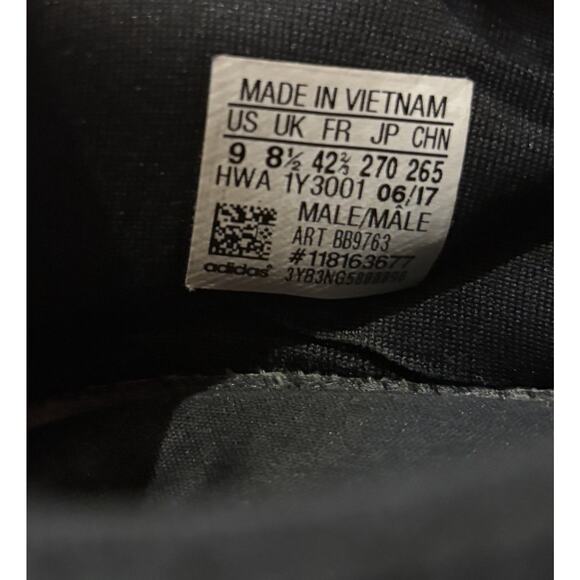 MADE IN VIETNAM
US UK FR JP CHN
9 8½ 42⅔ 270 265
HWA 1Y3001 06/17
MALE/MÂLE
ART BB9763
#118163677
adidas